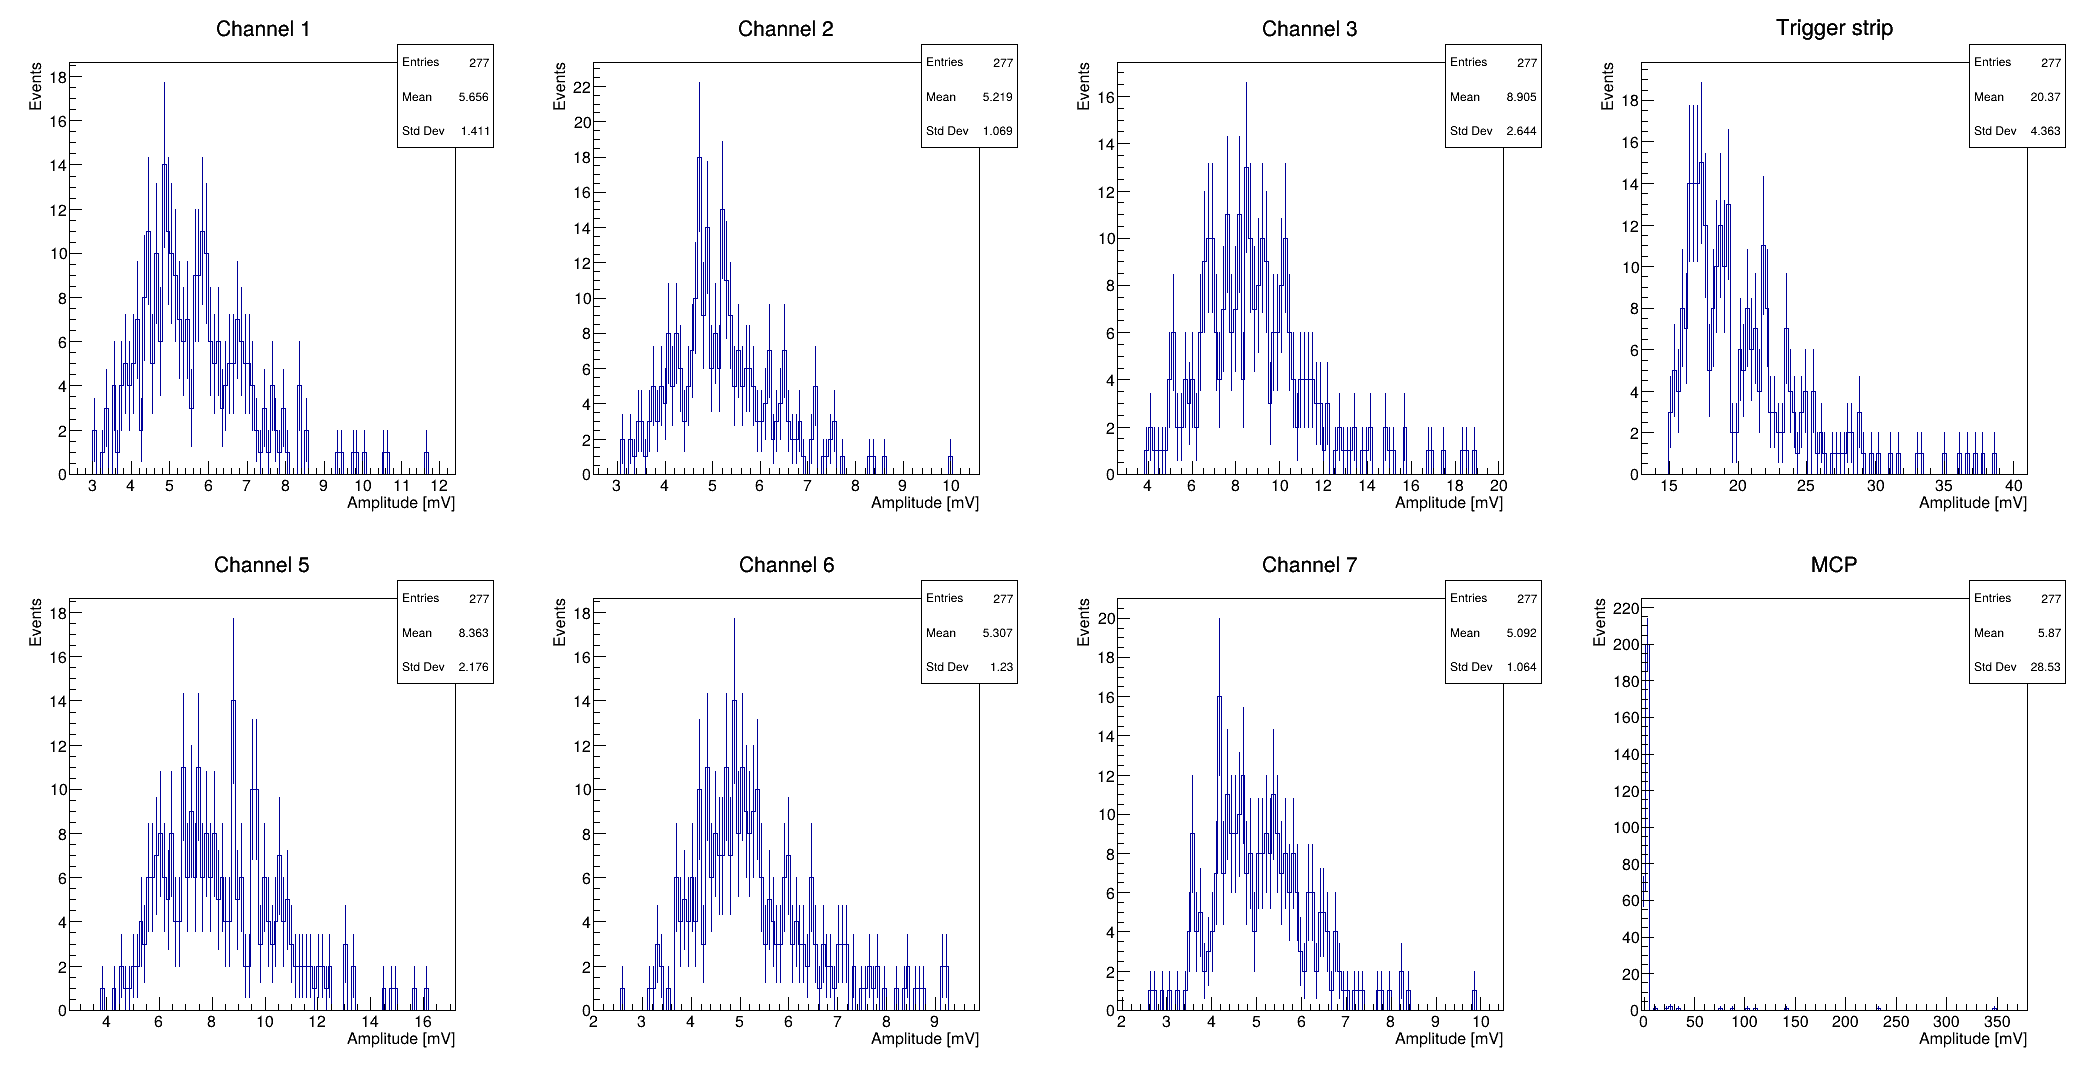 Channel 1
Events
Entries 277
Mean 5.656
Std Dev 1.411
18
16
14
12
10
8
6
4
2
0
3 4 5 6 7 8 9 10 11 12
Amplitude [mV]
Channel 2
Events
Entries 277
Mean 5.219
Std Dev 1.069
22
20
18
16
14
12
10
8
6
4
2
0
3 4 5 6 7 8 9 10
Amplitude [mV]
Channel 3
Events
Entries 277
Mean 8.905
Std Dev 2.644
16
14
12
10
8
6
4
2
0
4 6 8 10 12 14 16 18 20
Amplitude [mV]
Trigger strip
Events
Entries 277
Mean 20.37
Std Dev 4.363
18
16
14
12
10
8
6
4
2
0
15 20 25 30 35 40
Amplitude [mV]
Channel 5
Events
Entries 277
Mean 8.363
Std Dev 2.176
18
16
14
12
10
8
6
4
2
0
4 6 8 10 12 14 16
Amplitude [mV]
Channel 6
Events
Entries 277
Mean 5.307
Std Dev 1.23
18
16
14
12
10
8
6
4
2
0
2 3 4 5 6 7 8 9
Amplitude [mV]
Channel 7
Events
Entries 277
Mean 5.092
Std Dev 1.064
20
18
16
14
12
10
8
6
4
2
0
2 3 4 5 6 7 8 9 10
Amplitude [mV]
MCP
Events
Entries 277
Mean 5.87
Std Dev 28.53
220
200
180
160
140
120
100
80
60
40
20
0
0 50 100 150 200 250 300 350
Amplitude [mV]